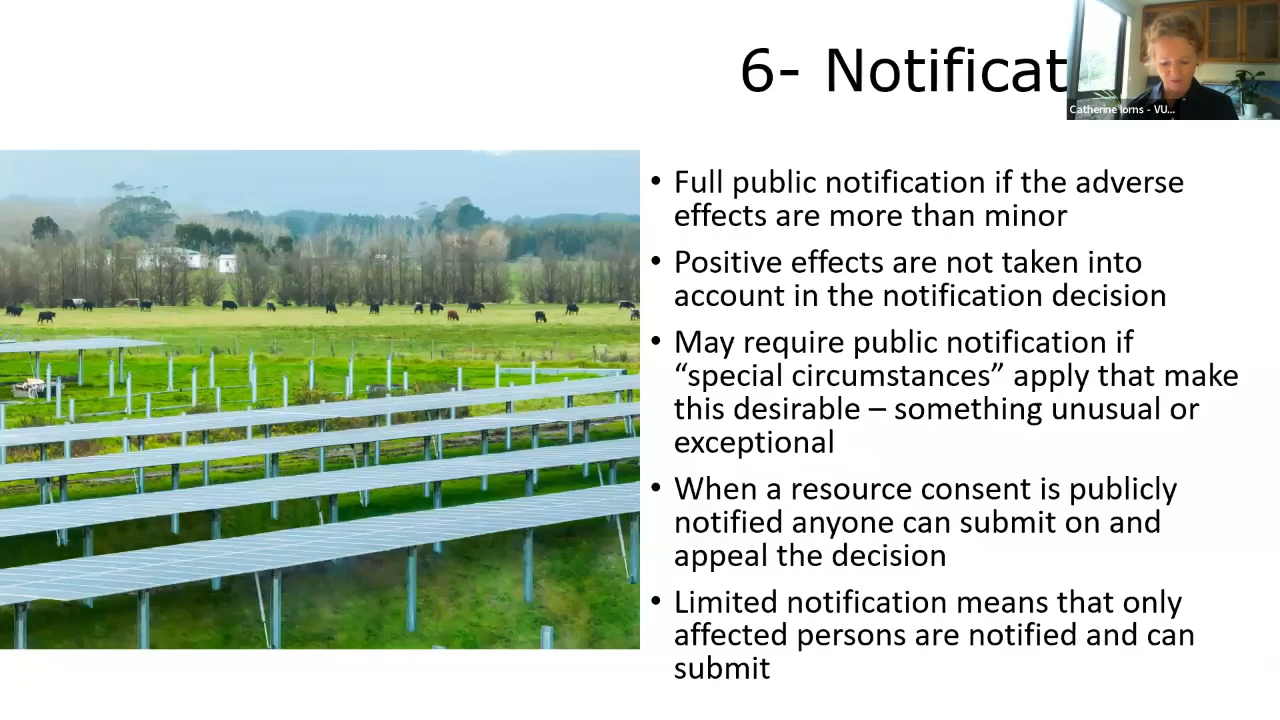 6- Notificat
Catherine Iorns - VU...
• Full public notification if the adverse
effects are more than minor
• Positive effects are not taken into
account in the notification decision
• May require public notification if
“special circumstances” apply that make
this desirable – something unusual or
exceptional
• When a resource consent is publicly
notified anyone can submit on and
appeal the decision
• Limited notification means that only
affected persons are notified and can
submit